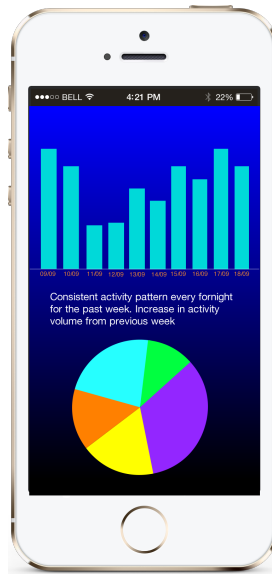 BELL 4:21 PM 22%
09/09 10/09 11/09 12/09 13/09 14/09 15/09 16/09 17/09 18/09
Consistent activity pattern every fornight
for the past week. Increase in activity
volume from previous week